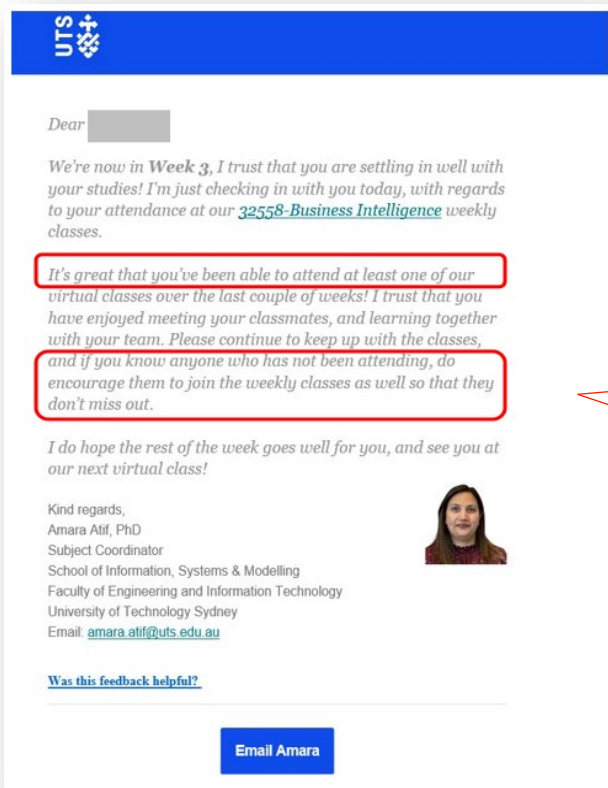 UTS
Dear
We're now in Week 3, I trust that you are settling in well with
your studies! I'm just checking in with you today, with regards
to your attendance at our 32558-Business Intelligence weekly
classes.
It's great that you've been able to attend at least one of our
virtual classes over the last couple of weeks! I trust that you
have enjoyed meeting your classmates, and learning together
with your team. Please continue to keep up with the classes,
and if you know anyone who has not been attending, do
encourage them to join the weekly classes as well so that they
don't miss out.
I do hope the rest of the week goes well for you, and see you at
our next virtual class!
Kind regards,
Amara Atif, PhD
Subject Coordinator
School of Information, Systems & Modelling
Faculty of Engineering and Information Technology
University of Technology Sydney
Email: amara.atif@uts.edu.au
Was this feedback helpful?
Email Amara